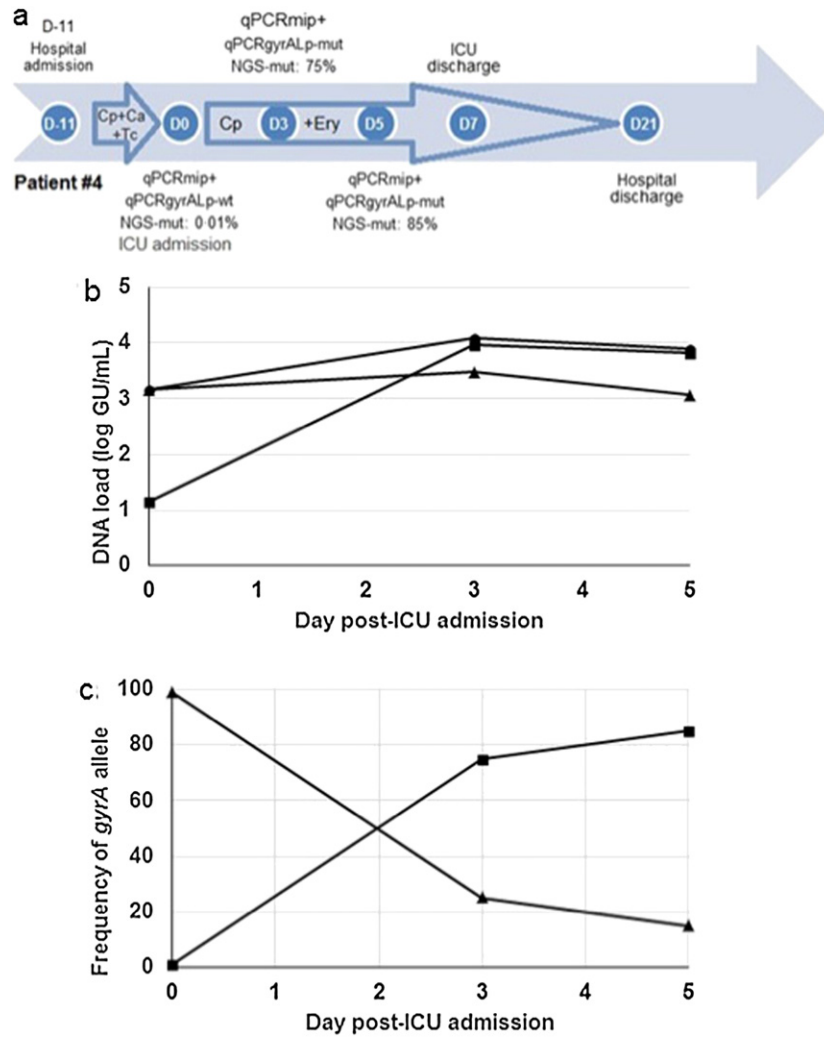 a
D-11
Hospital
admission
qPCRmip+
qPCRgyrALp-mut
NGS-mut: 75%
ICU
discharge
D-11
Cp+Ca
+Tc
D0
Cp
D3
+Ery
D5
D7
D21
Patient #4
qPCRmip+
qPCRgyrALp-wt
NGS-mut: 0·01%
ICU admission
qPCRmip+
qPCRgyrALp-mut
NGS-mut: 85%
Hospital
discharge
b
DNA load (log GU/mL)
5
4
3
2
1
0
0 1 2 3 4 5
Day post-ICU admission
c.
Frequency of gyrA allele
100
80
60
40
20
0
0 1 2 3 4 5
Day post-ICU admission